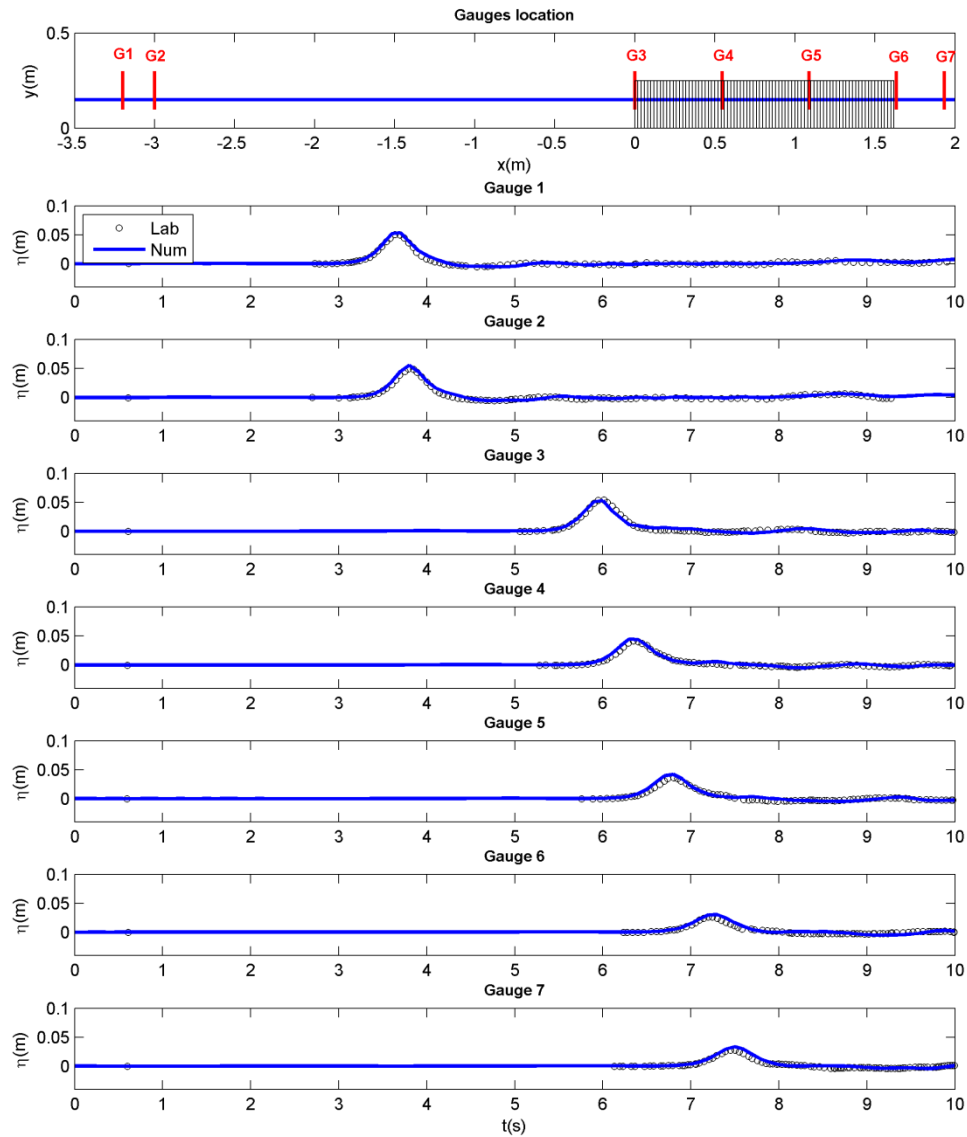 Gauges location
0.5
0
y(m)
G1 G2 G3 G4 G5 G6 G7
-3.5 -3 -2.5 -2 -1.5 -1 -0.5 0 0.5 1 1.5 2
x(m)
Gauge 1
0.1
0.05
0
η(m)
Lab
Num
0 1 2 3 4 5 6 7 8 9 10
Gauge 2
0.1
0.05
0
η(m)
0 1 2 3 4 5 6 7 8 9 10
Gauge 3
0.1
0.05
0
η(m)
0 1 2 3 4 5 6 7 8 9 10
Gauge 4
0.1
0.05
0
η(m)
0 1 2 3 4 5 6 7 8 9 10
Gauge 5
0.1
0.05
0
η(m)
0 1 2 3 4 5 6 7 8 9 10
Gauge 6
0.1
0.05
0
η(m)
0 1 2 3 4 5 6 7 8 9 10
Gauge 7
0.1
0.05
0
η(m)
0 1 2 3 4 5 6 7 8 9 10
t(s)